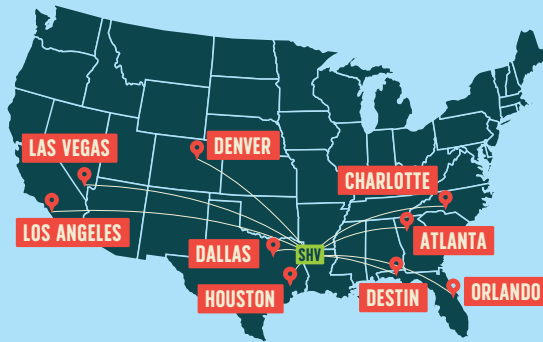 DENVER
LAS VEGAS
CHARLOTTE
LOS ANGELES
ATLANTA
DALLAS
SHV
HOUSTON
DESTIN
ORLANDO